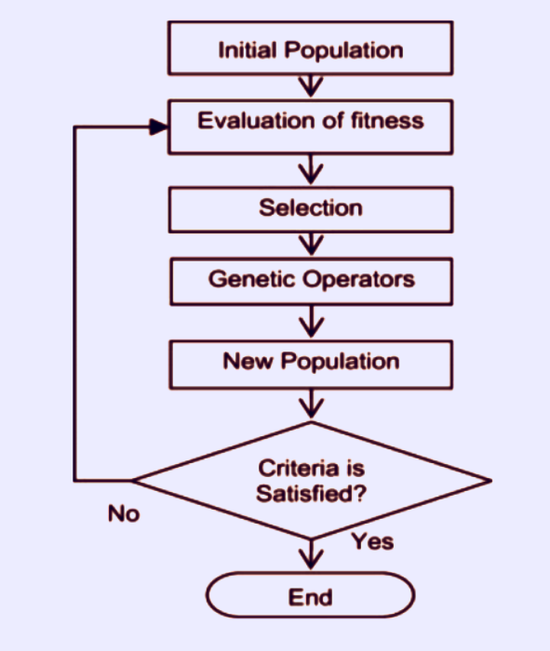 Initial Population
Evaluation of fitness
Selection
Genetic Operators
New Population
Criteria is
Satisfied?
No
Yes
End